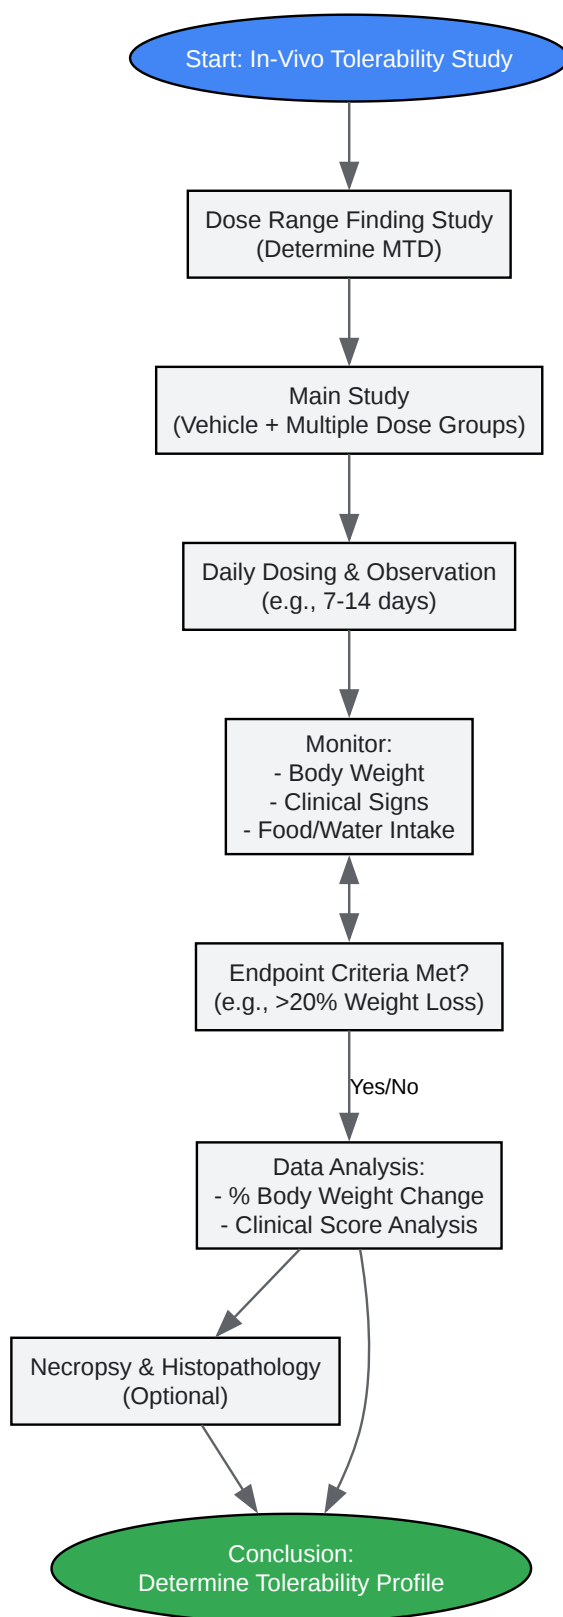 Start: In-Vivo Tolerability Study
Dose Range Finding Study
(Determine MTD)
Main Study
(Vehicle + Multiple Dose Groups)
Daily Dosing & Observation
(e.g., 7-14 days)
Monitor:
- Body Weight
- Clinical Signs
- Food/Water Intake
Endpoint Criteria Met?
(e.g., >20% Weight Loss)
Yes/No
Data Analysis:
- % Body Weight Change
- Clinical Score Analysis
Necropsy & Histopathology
(Optional)
Conclusion:
Determine Tolerability Profile